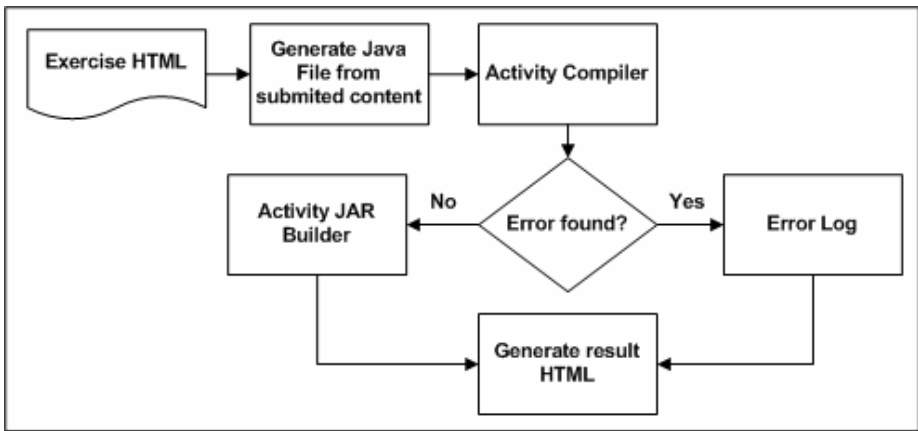 Exercise HTML
Generate Java
File from
submited content
Activity Compiler
Activity JAR
Builder
No
Error found?
Yes
Error Log
Generate result
HTML